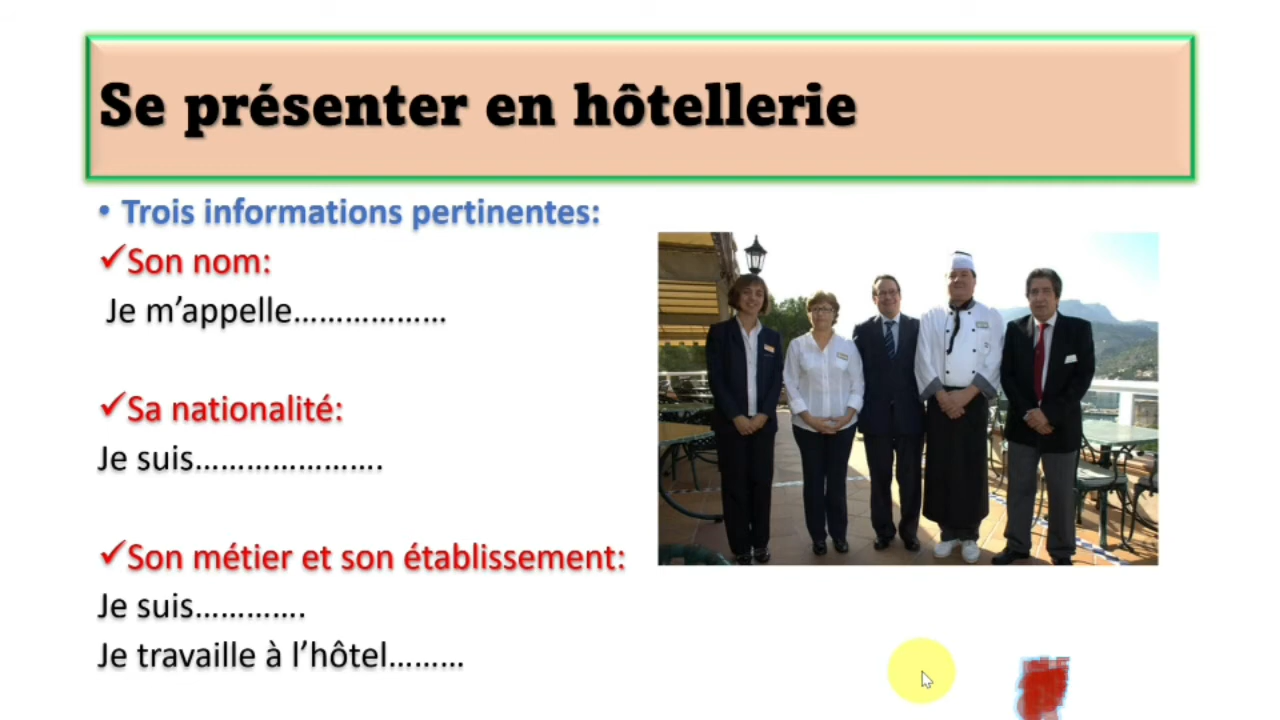 Se présenter en hôtellerie
• Trois informations pertinentes:
✓Son nom:
Je m’appelle………………
✓Sa nationalité:
Je suis………………….
✓Son métier et son établissement:
Je suis………….
Je travaille à l’hôtel………